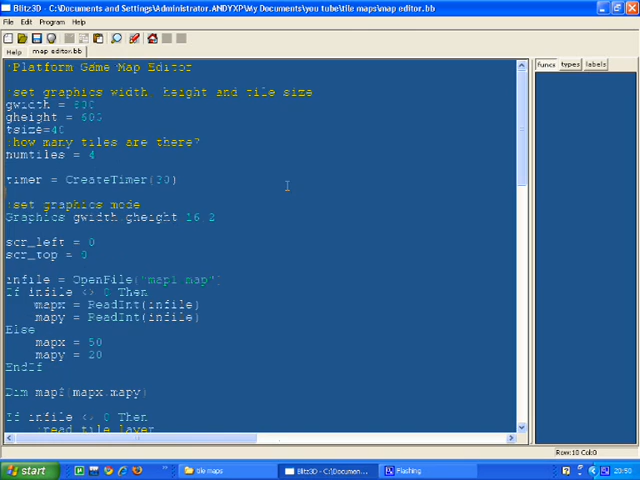 Blitz3D - C:\Documents and Settings\Administrator.ANDYXP\My Documents\you tube\tile maps\map editor.bb
File Edit Program Help
Help map editor.bb
funcs types labels
;Platform Game Map Editor
;set graphics width, height and tile size
gwidth = 800
gheight = 600
tsize=40
;how many tiles are there?
numtiles = 4
timer = CreateTimer(30)
;set graphics mode
Graphics gwidth,gheight,16,2
scr_left = 0
scr_top = 0
infile = OpenFile("map1.map")
If infile <> 0 Then
mapx = ReadInt(infile)
mapy = ReadInt(infile)
Else
mapx = 50
mapy = 20
EndIf
Dim map2(mapx,mapy)
If infile <> 0 Then
;read tile layer
Row:10 Col:0
start tile maps Blitz3D - C:\Documen... Flashing 20:50